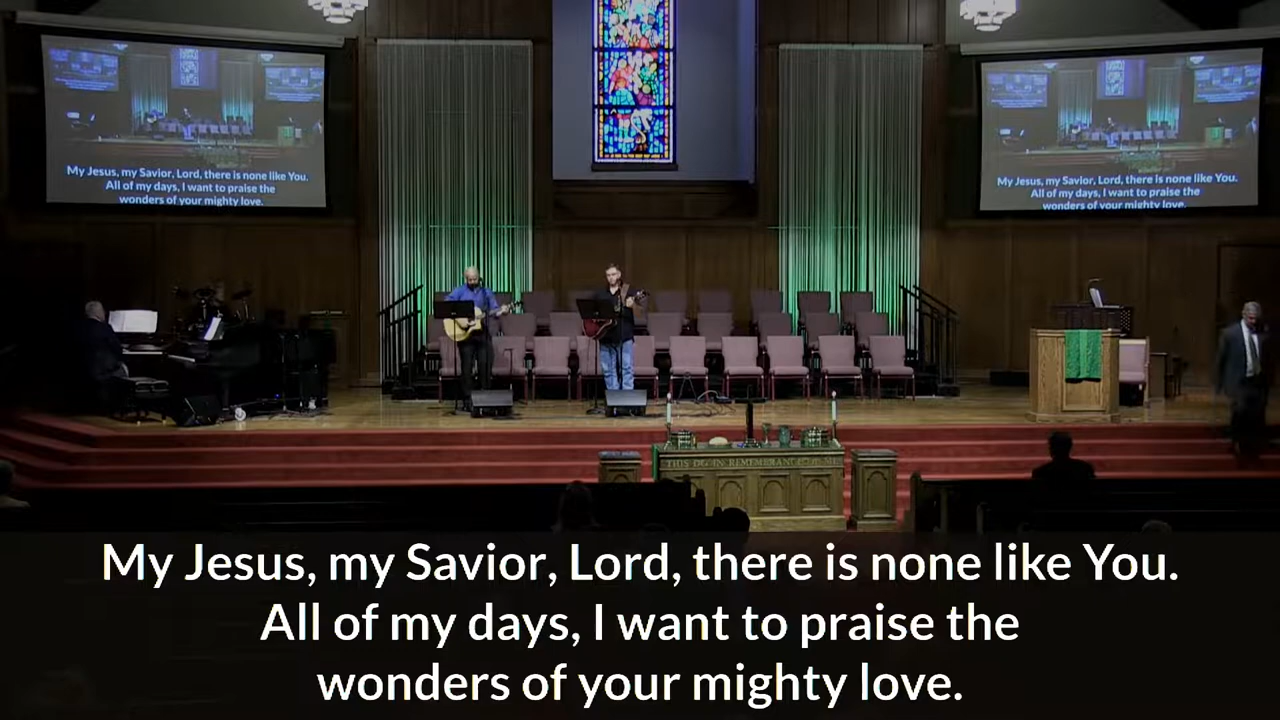 My Jesus, my Savior, Lord, there is none like You.
All of my days, I want to praise the
wonders of your mighty love.
My Jesus, my Savior, Lord, there is none like You.
All of my days, I want to praise the
wonders of your mighty love.
THIS DO IN REMEMBRANCE OF
My Jesus, my Savior, Lord, there is none like You.
All of my days, I want to praise the
wonders of your mighty love.